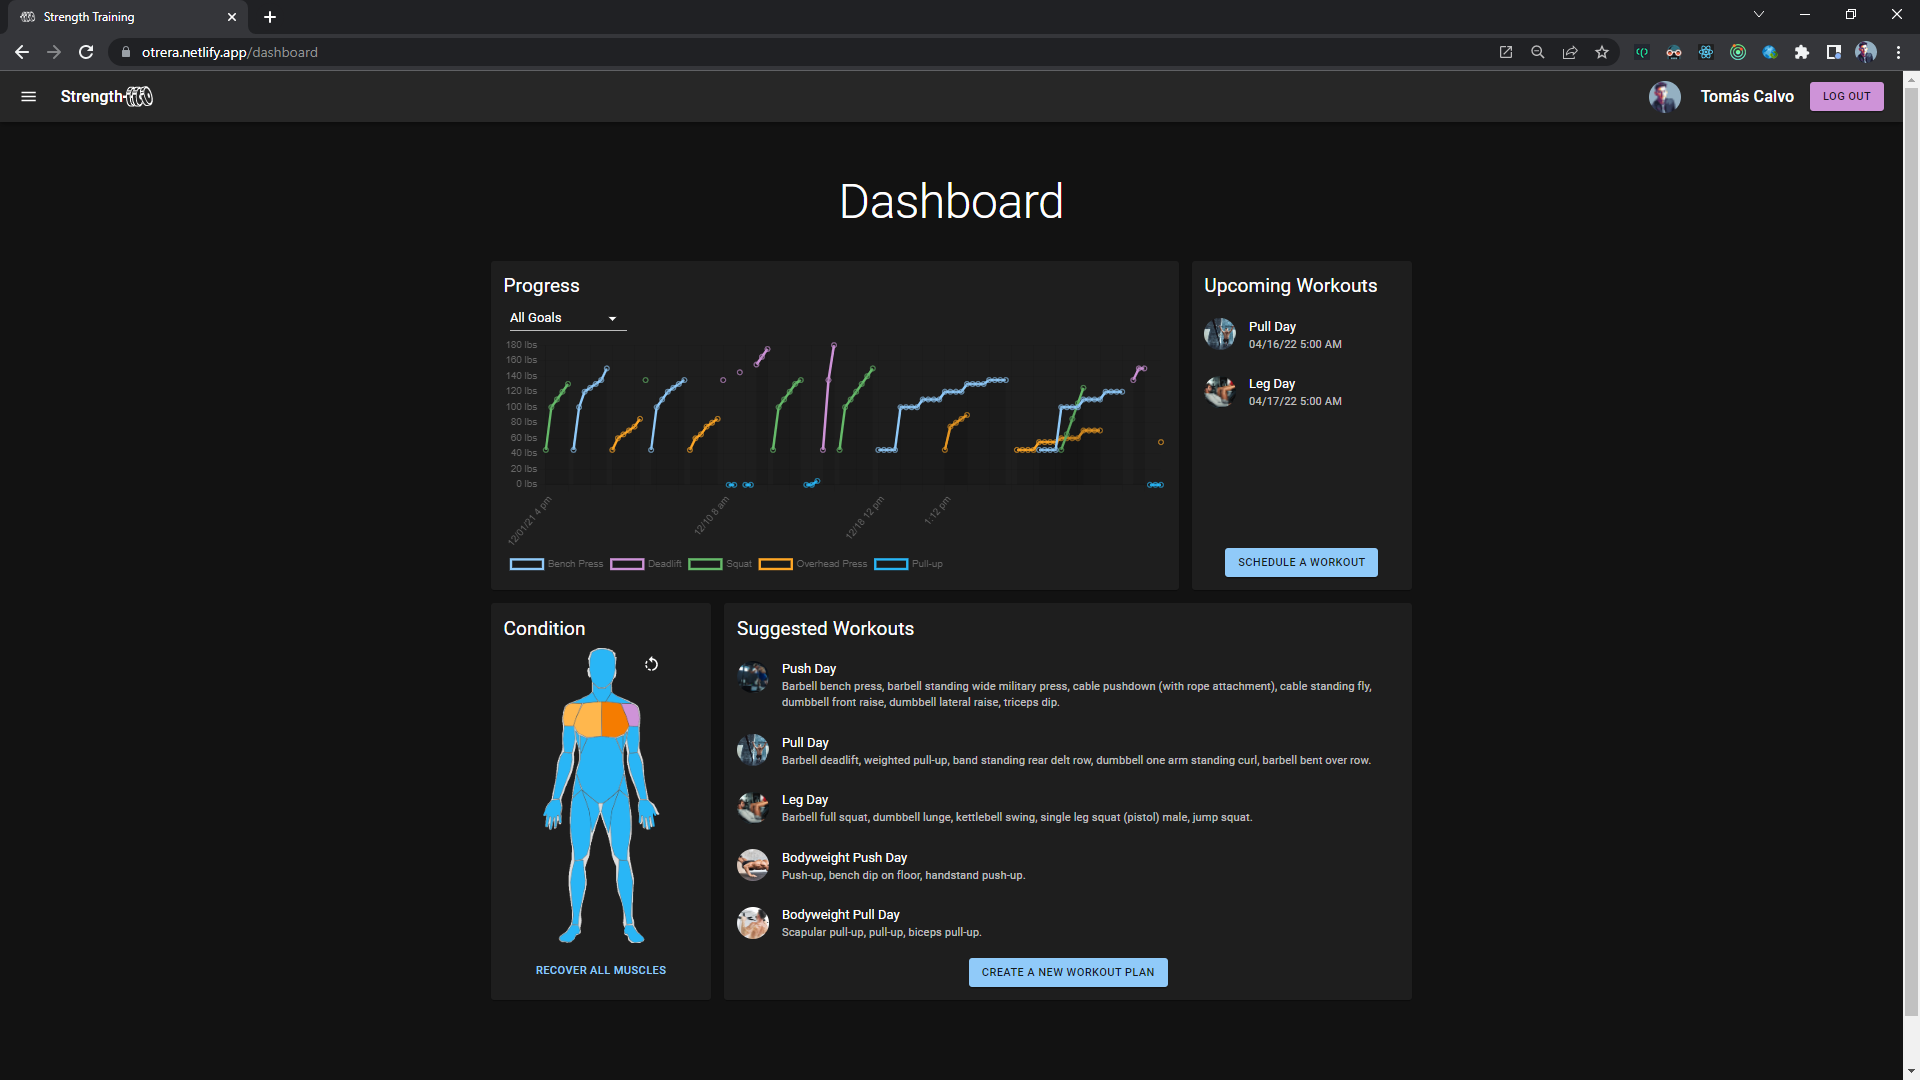 Strength Training
otrera.netlify.app/dashboard
Strength
Tomás Calvo
LOG OUT
Dashboard
Progress
All Goals
180 lbs
160 lbs
140 lbs
120 lbs
100 lbs
80 lbs
60 lbs
40 lbs
20 lbs
0 lbs
12/01/21 4 pm
12/10 8 am
12/18 12 pm
1:12 pm
Bench Press Deadlift Squat Overhead Press Pull-up
Upcoming Workouts
Pull Day
04/16/22 5:00 AM
Leg Day
04/17/22 5:00 AM
SCHEDULE A WORKOUT
Condition
RECOVER ALL MUSCLES
Suggested Workouts
Push Day
Barbell bench press, barbell standing wide military press, cable pushdown (with rope attachment), cable standing fly,
dumbbell front raise, dumbbell lateral raise, triceps dip.
Pull Day
Barbell deadlift, weighted pull-up, band standing rear delt row, dumbbell one arm standing curl, barbell bent over row.
Leg Day
Barbell full squat, dumbbell lunge, kettlebell swing, single leg squat (pistol) male, jump squat.
Bodyweight Push Day
Push-up, bench dip on floor, handstand push-up.
Bodyweight Pull Day
Scapular pull-up, pull-up, biceps pull-up.
CREATE A NEW WORKOUT PLAN